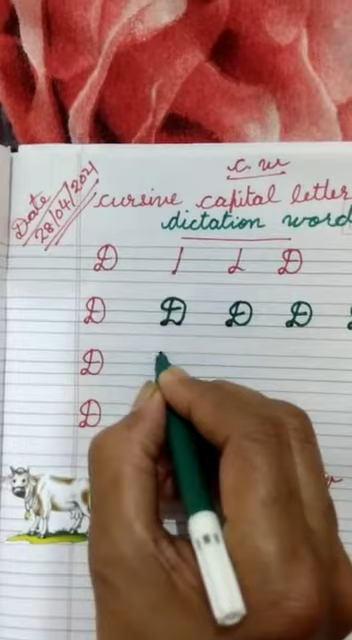 c.w
Date
28/04/2021
cursive capital letter
dictation word
D | L D
D D D D
D
D